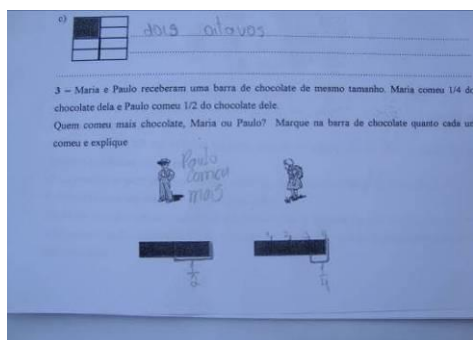 c)
dois oitavos
3 – Maria e Paulo receberam uma barra de chocolate de mesmo tamanho. Maria comeu 1/4 do
chocolate dela e Paulo comeu 1/2 do chocolate dele.
Quem comeu mais chocolate, Maria ou Paulo? Marque na barra de chocolate quanto cada um
comeu e explique
Paulo
comeu
mas
1/2
1/4